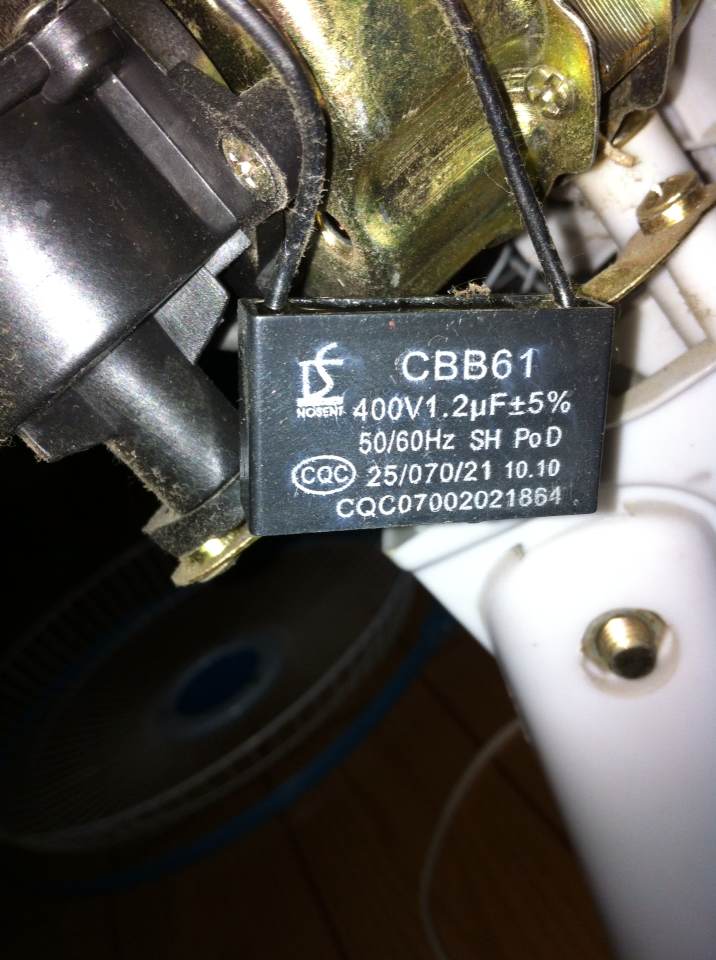 CBB61
NOSENT
400V1.2µF±5%
50/60Hz SH PoD
CQC 25/070/21 10.10
CQC07002021864